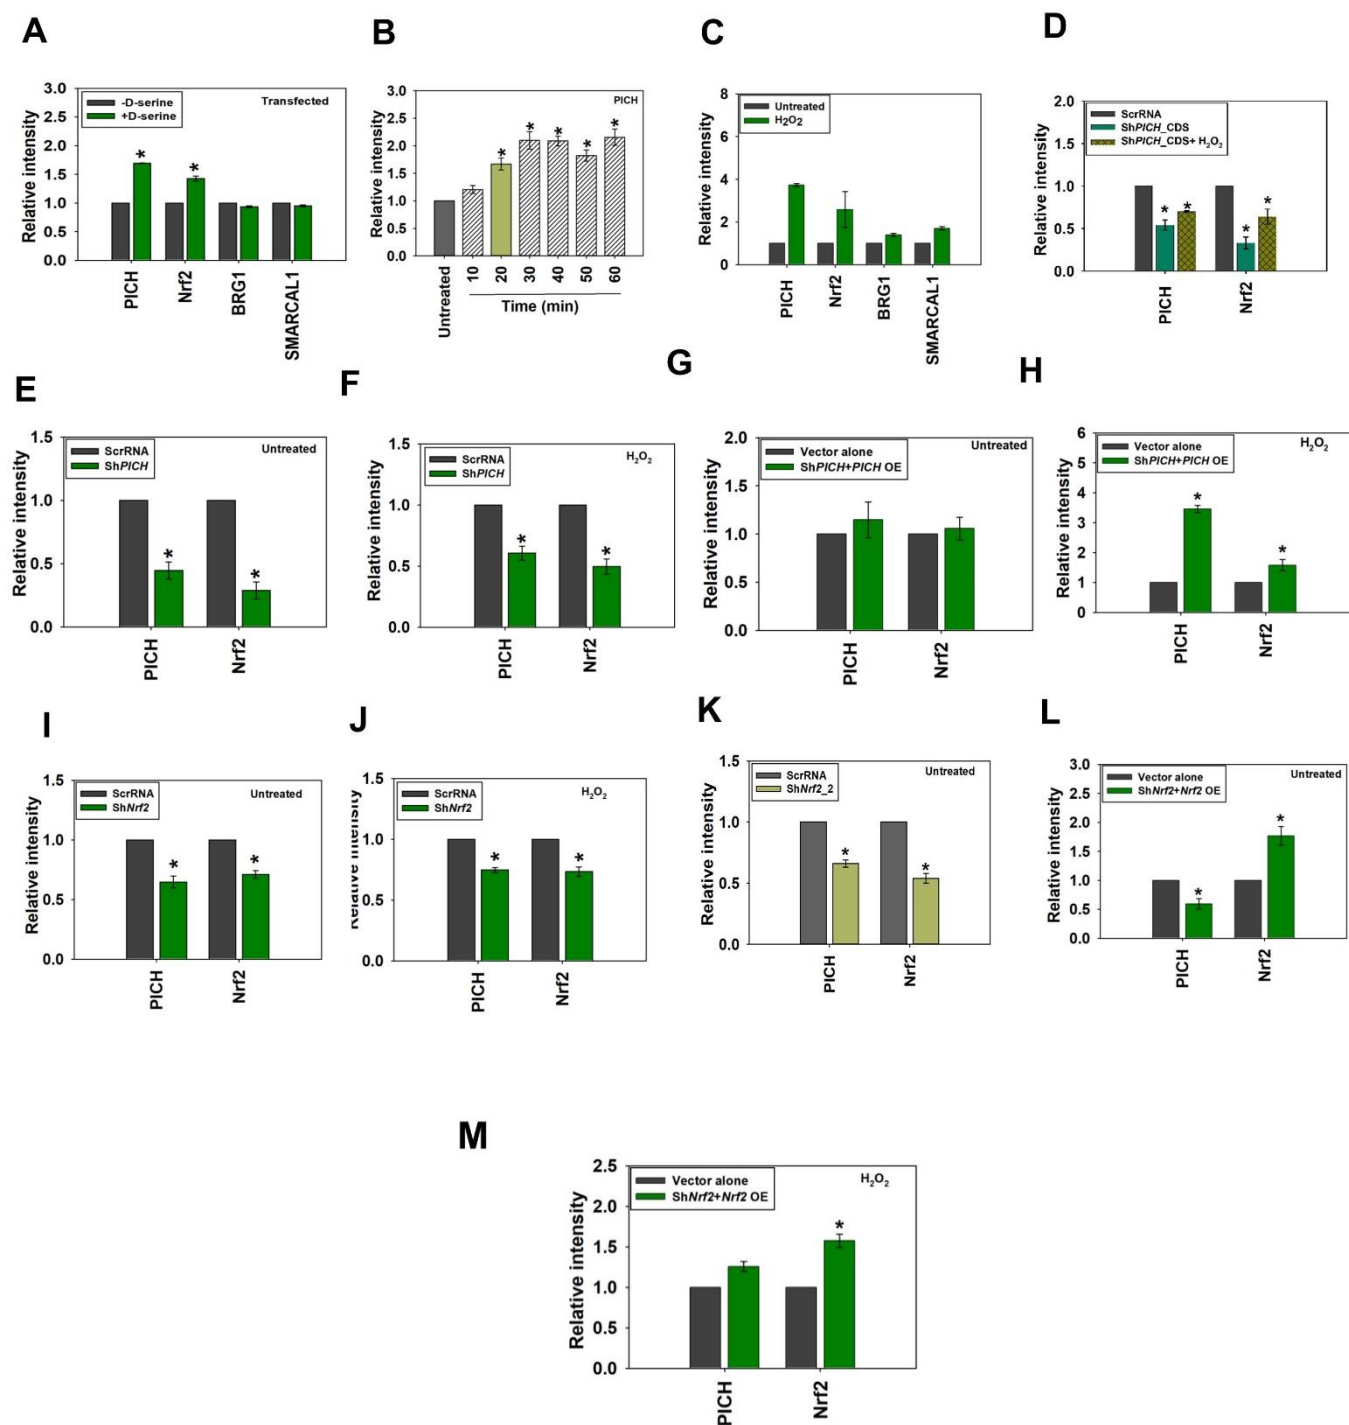 A
Relative intensity
3.0
2.5
2.0
1.5
1.0
0.5
0.0
-D-serine
+D-serine
Transfected
*
*
PICH
Nrf2
BRG1
SMARCAL1
B
Relative intensity
3.0
2.5
2.0
1.5
1.0
0.5
0.0
PICH
*
*
*
*
*
Untreated
10
20
30
40
50
60
Time (min)
C
Relative intensity
8
6
4
2
0
Untreated
H₂O₂
PICH
Nrf2
BRG1
SMARCAL1
D
Relative intensity
2.0
1.5
1.0
0.5
0.0
ScrRNA
ShPICH_CDS
ShPICH_CDS+ H₂O₂
*
*
*
*
PICH
Nrf2
E
Relative intensity
1.5
1.0
0.5
0.0
ScrRNA
ShPICH
Untreated
*
*
PICH
Nrf2
F
Relative intensity
1.5
1.0
0.5
0.0
ScrRNA
ShPICH
H₂O₂
*
*
PICH
Nrf2
G
Relative intensity
2.0
1.5
1.0
0.5
0.0
Vector alone
ShPICH+PICH OE
Untreated
PICH
Nrf2
H
Relative intensity
6
5
4
3
2
1
0
Vector alone
ShPICH+PICH OE
H₂O₂
*
*
PICH
Nrf2
I
Relative intensity
1.5
1.0
0.5
0.0
ScrRNA
ShNrf2
Untreated
*
*
PICH
Nrf2
J
Relative intensity
1.5
1.0
0.5
0.0
ScrRNA
ShNrf2
H₂O₂
*
*
PICH
Nrf2
K
Relative intensity
1.5
1.0
0.5
0.0
ScrRNA
ShNrf2_2
Untreated
*
*
PICH
Nrf2
L
Relative intensity
3.0
2.5
2.0
1.5
1.0
0.5
0.0
Vector alone
ShNrf2+Nrf2 OE
Untreated
*
*
PICH
Nrf2
M
Relative intensity
2.5
2.0
1.5
1.0
0.5
0.0
Vector alone
ShNrf2+Nrf2 OE
H₂O₂
*
PICH
Nrf2